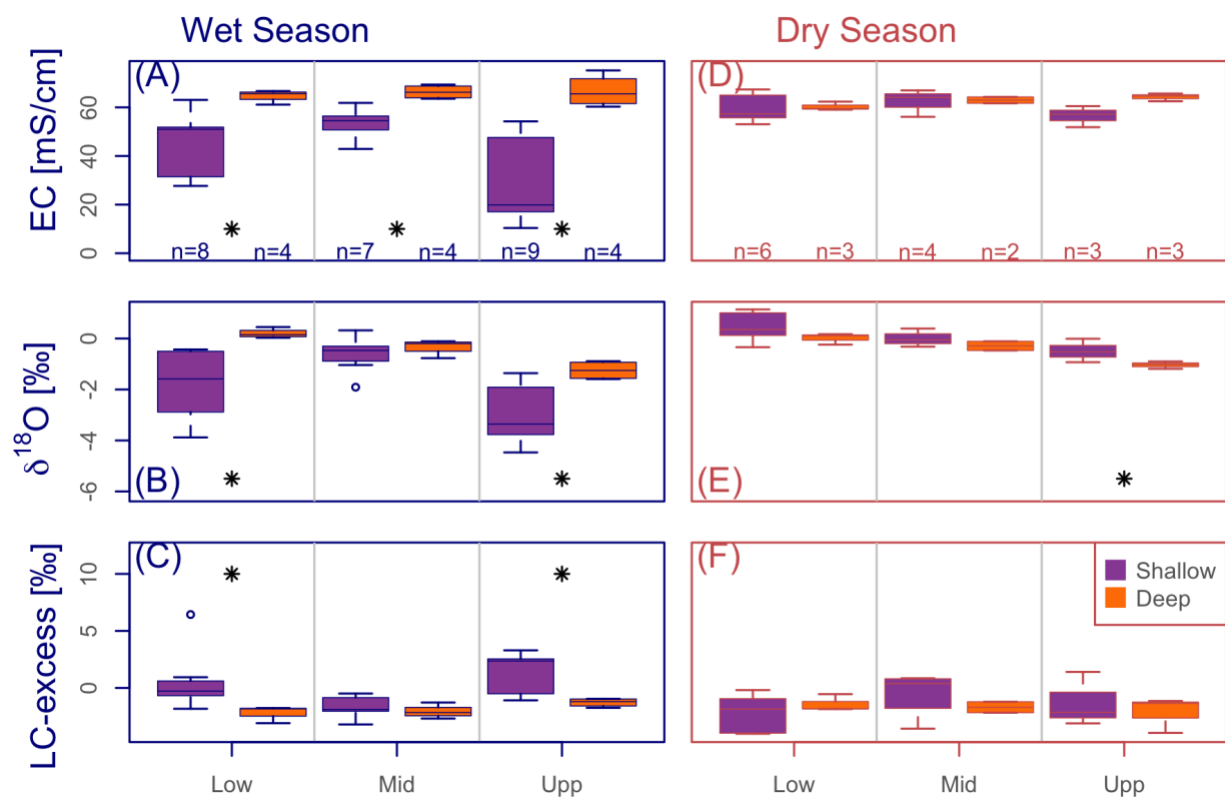 Wet Season
Dry Season
EC [mS/cm]
60
40
20
0
(A)
n=8 n=4 n=7 n=4 n=9 n=4
(D)
n=6 n=3 n=4 n=2 n=3 n=3
δ¹⁸O [‰]
0
-2
-4
-6
(B)
(E)
LC-excess [‰]
10
5
0
(C)
(F)
Shallow
Deep
Low Mid Upp
Low Mid Upp